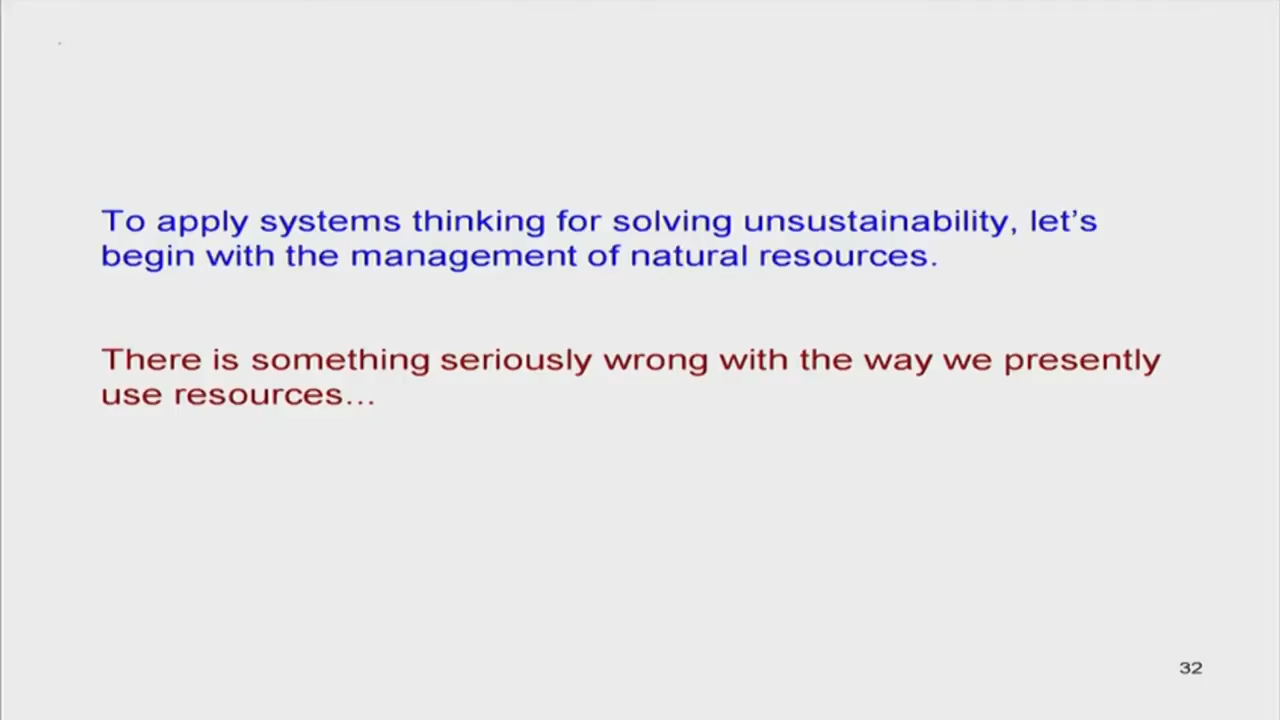 To apply systems thinking for solving unsustainability, let’s
begin with the management of natural resources.
There is something seriously wrong with the way we presently
use resources...
32